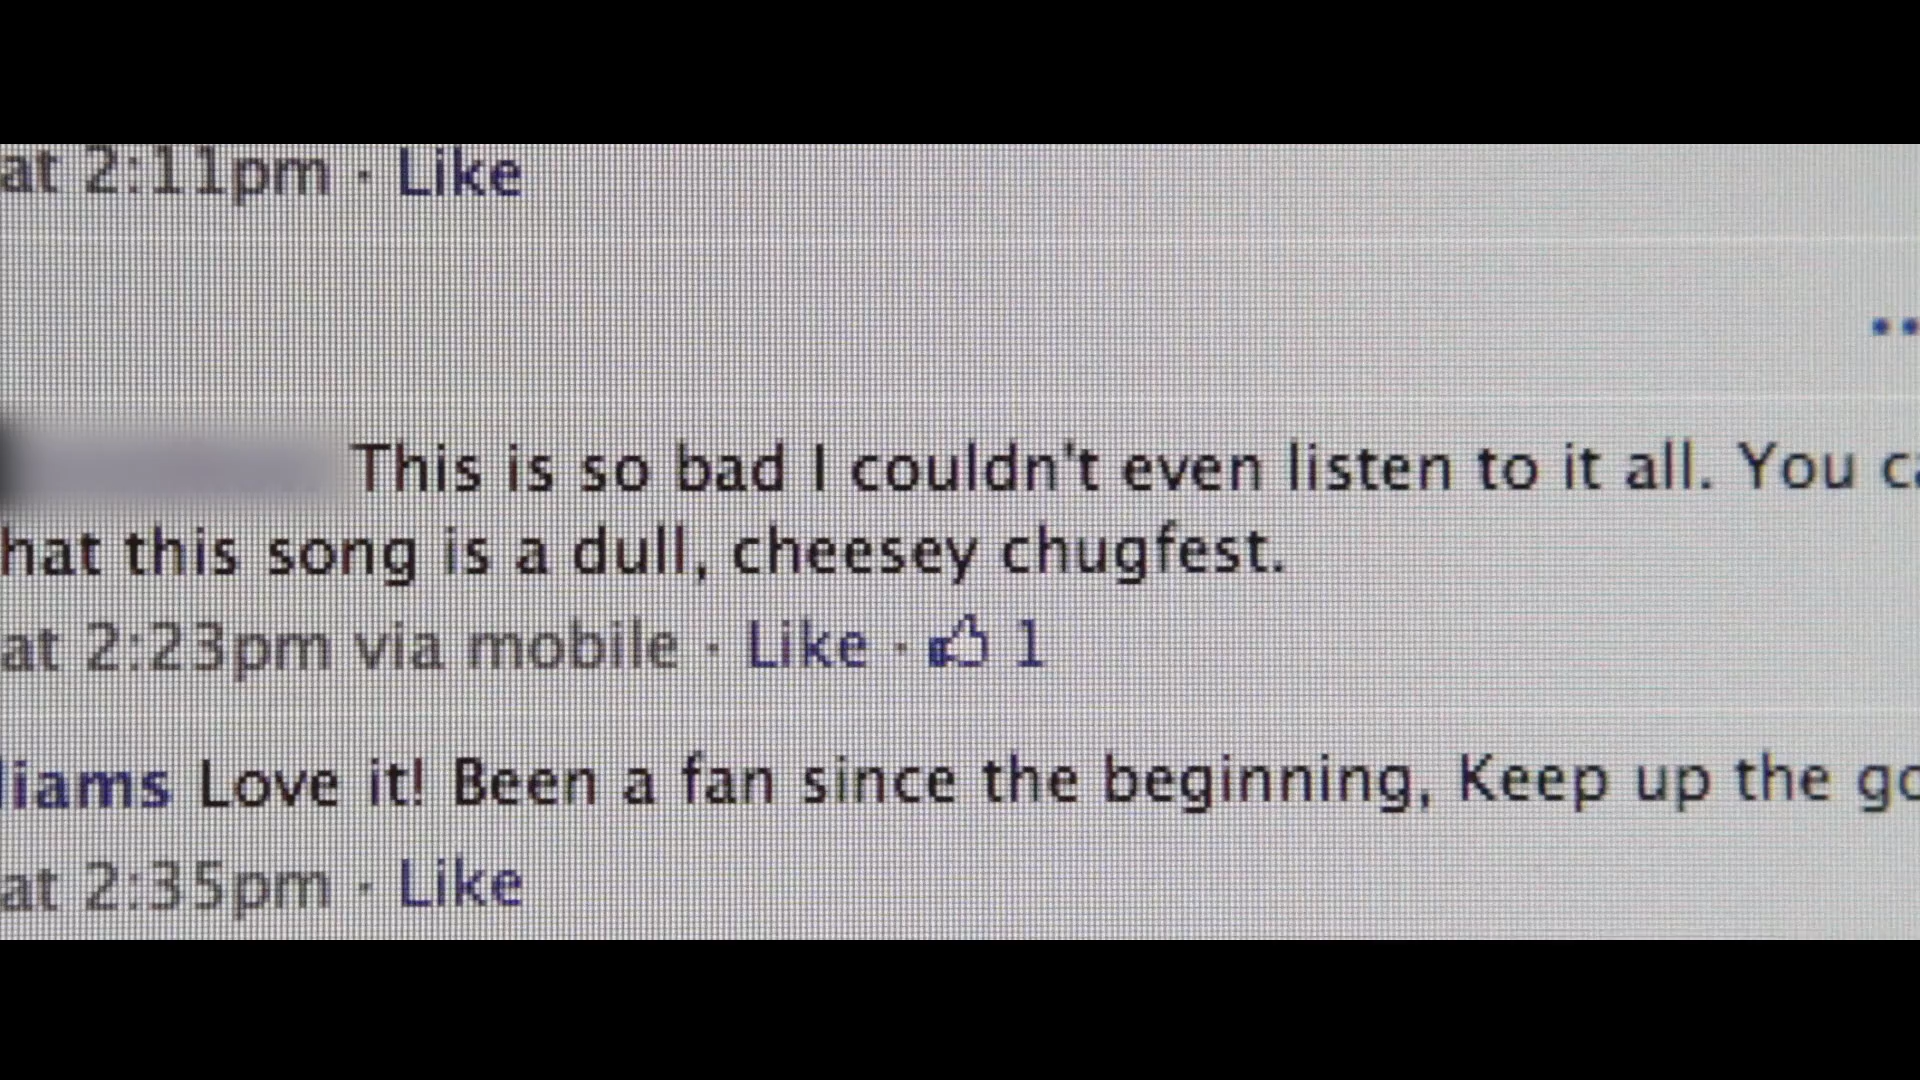 at 2:11pm · Like
This is so bad I couldn't even listen to it all. You
hat this song is a dull, cheesey chugfest.
at 2:23pm via mobile · Like · 1
liams Love it! Been a fan since the beginning, Keep up the
at 2:35pm · Like